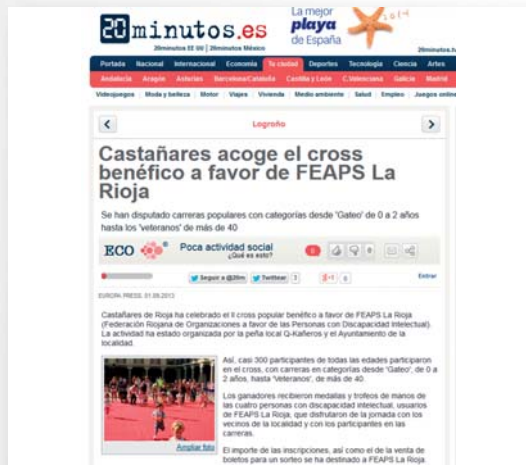 20minutos.es
20minutos EE UU | 20minutos México
La mejor
playa
de España
2014
20minutos.tv
Portada Nacional Internacional Economía Tu ciudad Deportes Tecnología Ciencia Artes
Andalucía Aragón Asturias Barcelona/Cataluña Castilla y León C.Valenciana Galicia Madrid
Videojuegos Moda y belleza Motor Viajes Vivienda Medio ambiente Salud Empleo Juegos online
Logroño
Castañares acoge el cross
benéfico a favor de FEAPS La
Rioja
Se han disputado carreras populares con categorías desde 'Gateo' de 0 a 2 años
hasta los 'veteranos' de más de 40
ECO
Poca actividad social
¿Qué es esto?
0
0
Seguir a @20m
Twittear 3
+1 0
Entrar
EUROPA PRESS. 01.09.2013
Castañares de Rioja ha celebrado el II cross popular benéfico a favor de FEAPS La Rioja
(Federación Riojana de Organizaciones a favor de las Personas con Discapacidad Intelectual).
La actividad ha estado organizada por la peña local Q-Kañeros y el Ayuntamiento de la
localidad.
Así, casi 300 participantes de todas las edades participaron
en el cross, con carreras en categorías desde 'Gateo', de 0 a
2 años, hasta 'Veteranos', de más de 40.
Los ganadores recibieron medallas y trofeos de manos de
las cuatro personas con discapacidad intelectual, usuarios
de FEAPS La Rioja, que disfrutaron de la jornada con los
vecinos de la localidad y con los participantes en las
carreras.
Ampliar foto
El importe de las inscripciones, así como el de la venta de
boletos para un sorteo se ha destinado a FEAPS La Rioja.